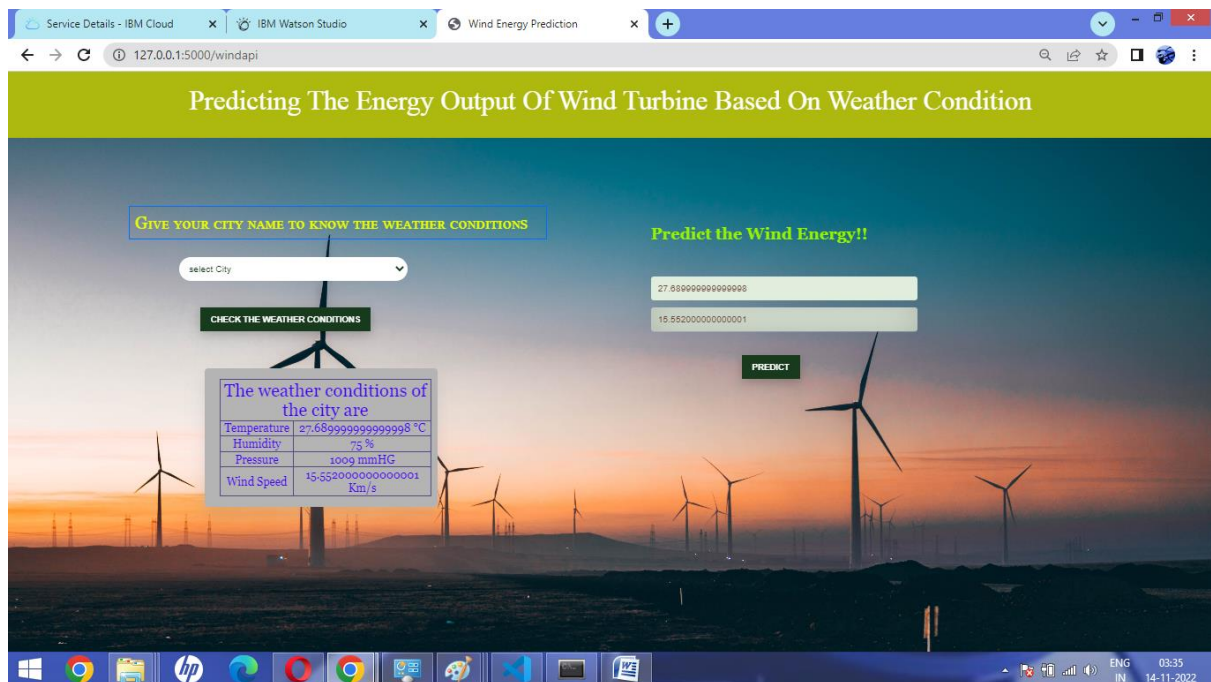 Service Details - IBM Cloud
IBM Watson Studio
Wind Energy Prediction
127.0.0.1:5000/windapi
Predicting The Energy Output Of Wind Turbine Based On Weather Condition
GIVE YOUR CITY NAME TO KNOW THE WEATHER CONDITIONS
select City
CHECK THE WEATHER CONDITIONS
The weather conditions of
the city are
Temperature 27.689999999999998 °C
Humidity 75 %
Pressure 1009 mmHG
Wind Speed 15.552000000000001
Km/s
Predict the Wind Energy!!
27.689999999999998
15.552000000000001
PREDICT
hp
ENG
IN
03:35
14-11-2022